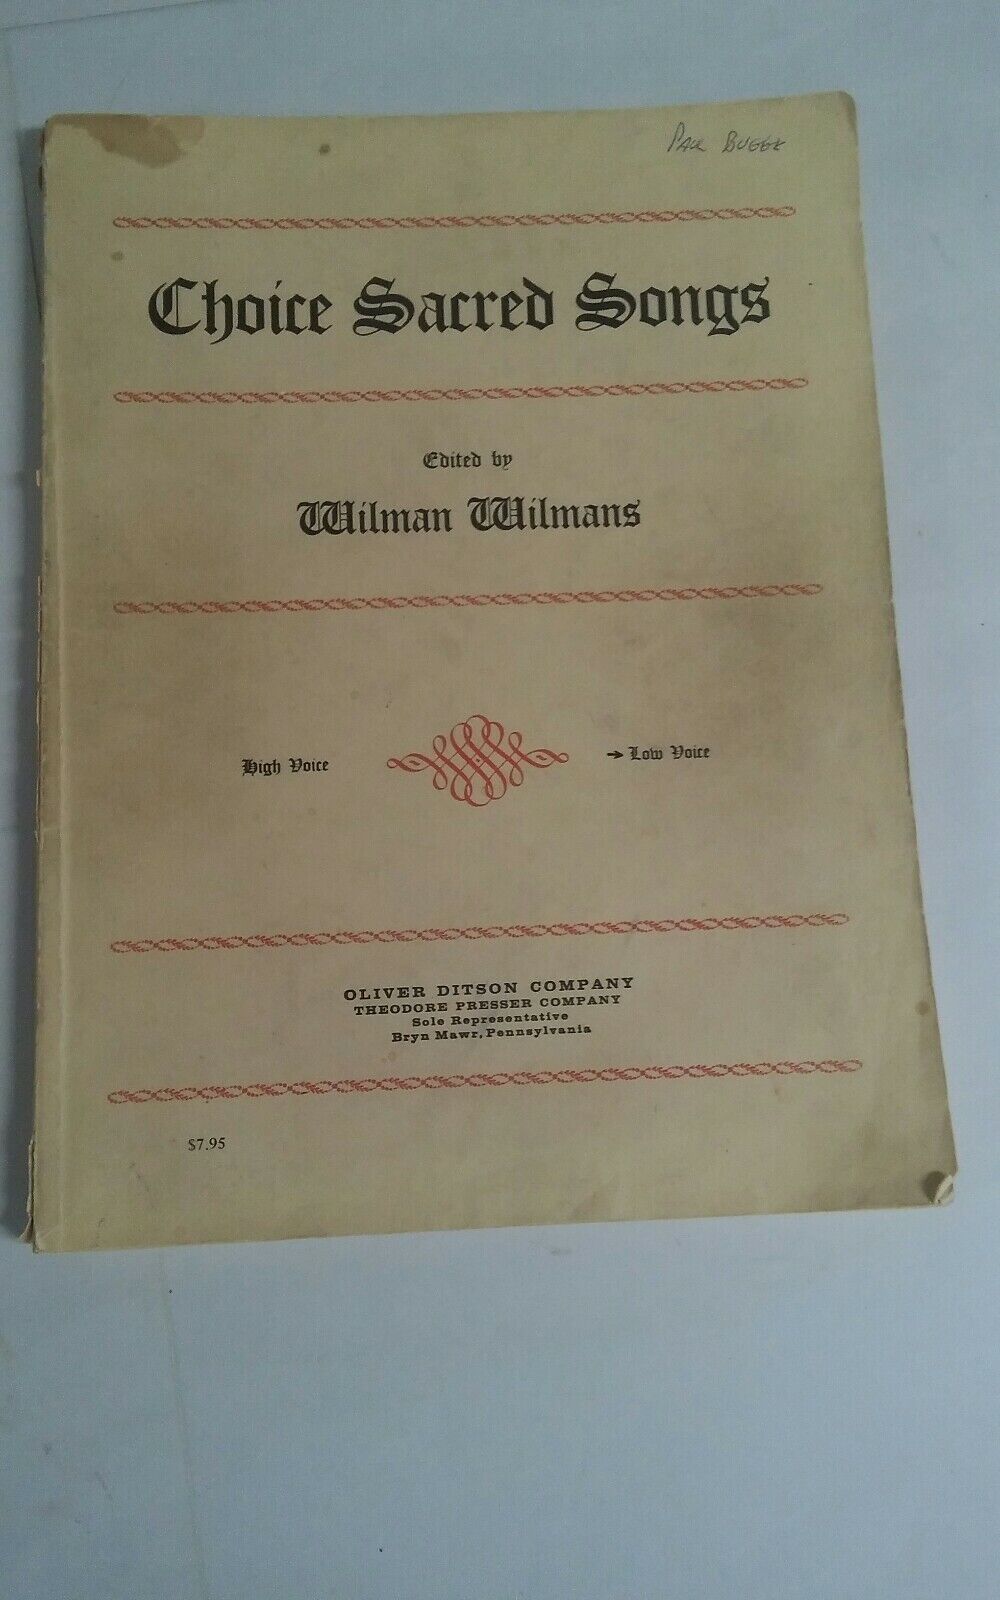 Choice Sacred Songs
Edited by
Wilman Wilmans
High Voice → Low Voice
OLIVER DITSON COMPANY
THEODORE PRESSER COMPANY
Sole Representative
Bryn Mawr, Pennsylvania
$7.95